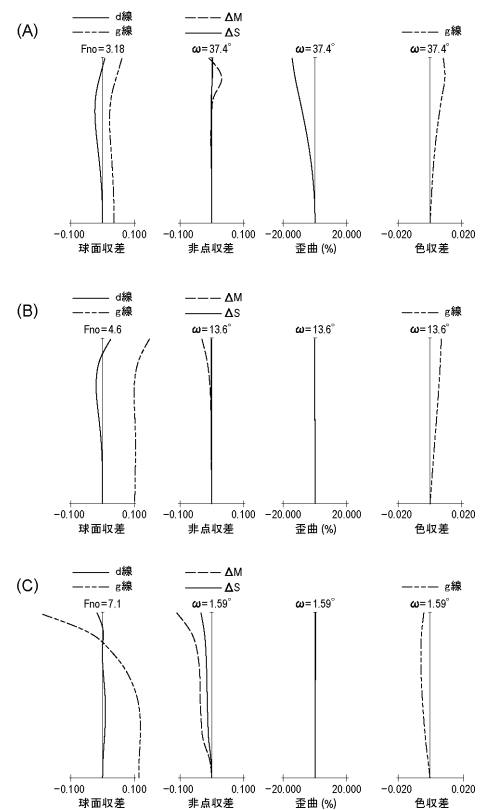 (A)
d線
g線
Fno=3.18
ΔM
ΔS
ω=37.4°
ω=37.4°
g線
ω=37.4°
-0.100 0.100
球面収差
-0.100 0.100
非点収差
-20.000 20.000
歪曲(%)
-0.020 0.020
色収差
(B)
d線
g線
Fno=4.6
ΔM
ΔS
ω=13.6°
ω=13.6°
g線
ω=13.6°
-0.100 0.100
球面収差
-0.100 0.100
非点収差
-20.000 20.000
歪曲(%)
-0.020 0.020
色収差
(C)
d線
g線
Fno=7.1
ΔM
ΔS
ω=1.59°
ω=1.59°
g線
ω=1.59°
-0.100 0.100
球面収差
-0.100 0.100
非点収差
-20.000 20.000
歪曲(%)
-0.020 0.020
色収差